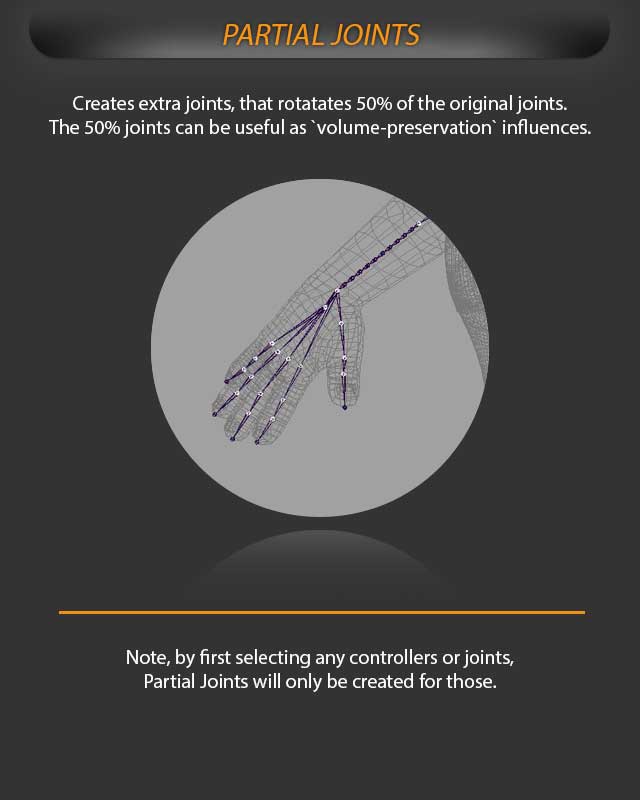 PARTIAL JOINTS
Creates extra joints, that rotatates 50% of the original joints.
The 50% joints can be useful as `volume-preservation` influences.
Note, by first selecting any controllers or joints,
Partial Joints will only be created for those.